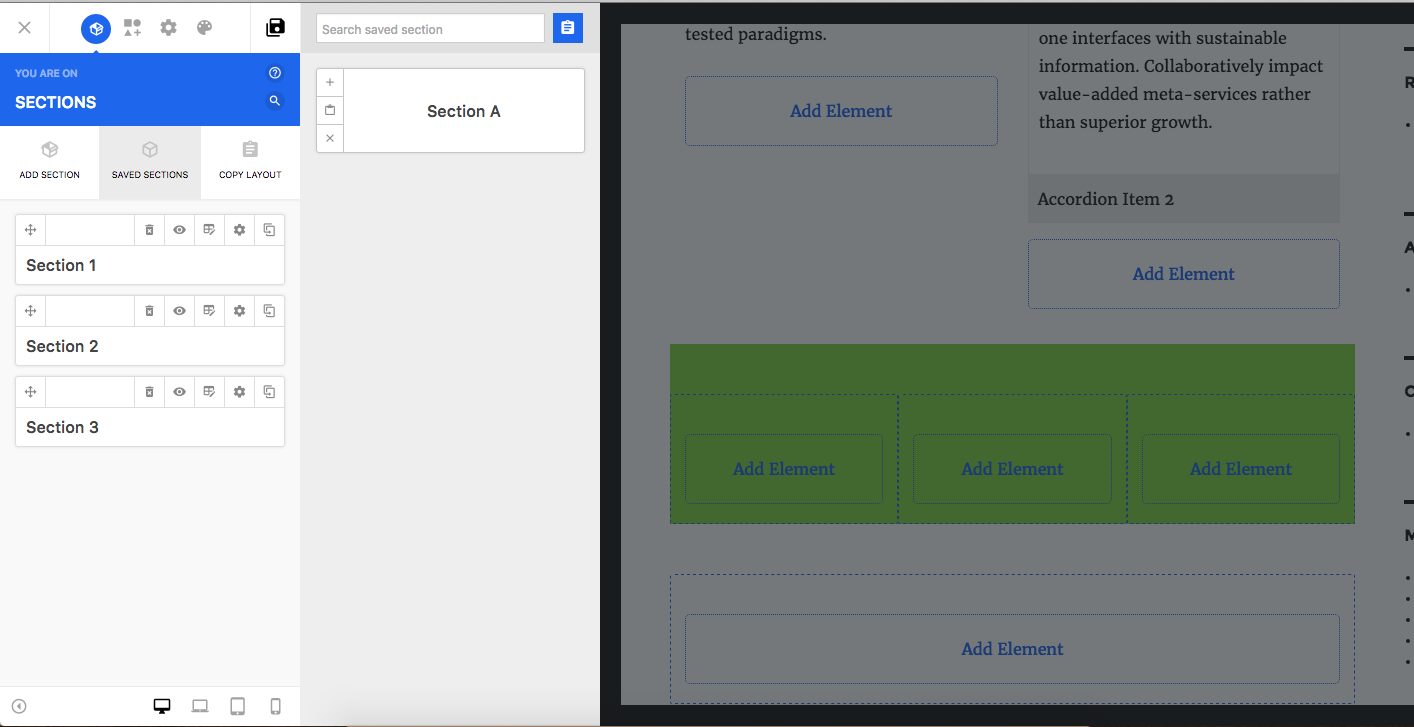 YOU ARE ON
SECTIONS
ADD SECTION
SAVED SECTIONS
COPY LAYOUT
Section 1
Section 2
Section 3
Search saved section
Section A
tested paradigms.
Add Element
one interfaces with sustainable
information. Collaboratively impact
value-added meta-services rather
than superior growth.
Accordion Item 2
Add Element
Add Element
Add Element
Add Element
Add Element
R
A
C
M